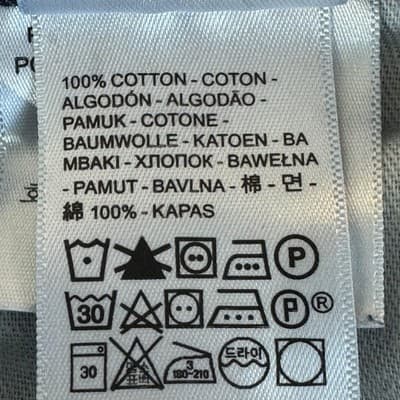 100% COTTON - COTON -
ALGODÓN - ALGODÃO -
PAMUK - COTONE -
BAUMWOLLE - KATOEN - BA
MBAKI - ХЛОПОК - BAWEŁNA
- PAMUT - BAVLNA - 棉 - 면 -
綿 100% - KAPAS
P
30
P®
30
3
180-210
드라이